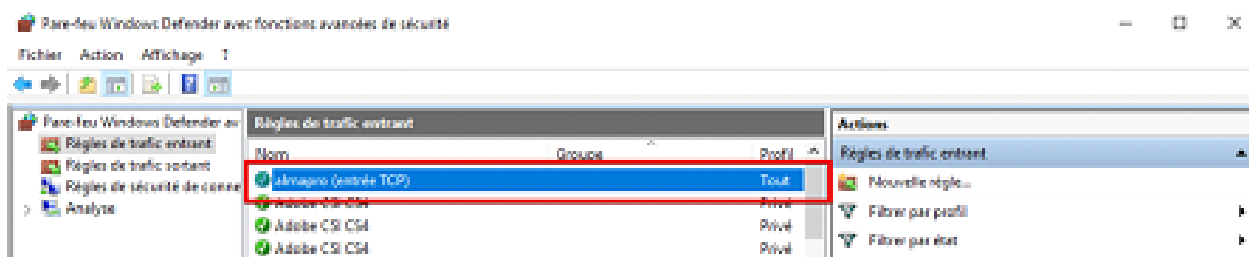 Pare-feu Windows Defender avec fonctions avancées de sécurité
Fichier Action Affichage ?
Pare-feu Windows Defender av
Règles de trafic entrant
Règles de trafic sortant
Règles de sécurité de conne
Analyse
Règles de trafic entrant
Nom Groupe Profil
almapro (entrée TCP) Tout
Adobe CSI CS4 Privé
Adobe CSI CS4 Privé
Adobe CSI CS4 Privé
Actions
Règles de trafic entrant
Nouvelle règle...
Filtrer par profil
Filtrer par état